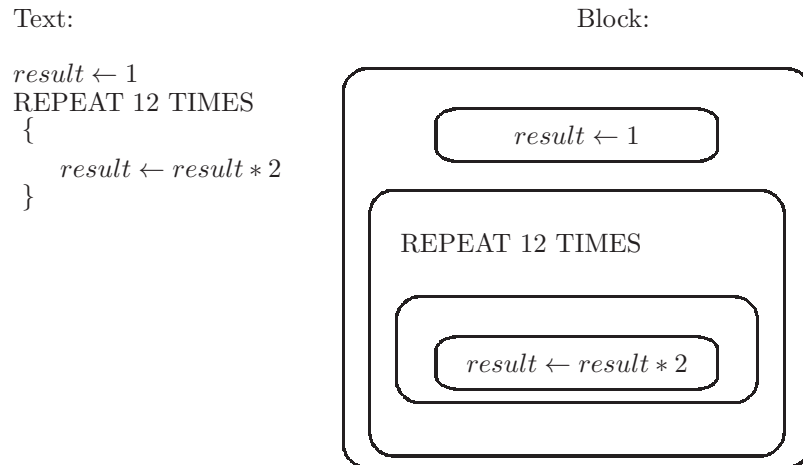 Text:
result ← 1
REPEAT 12 TIMES
{
result ← result * 2
}
Block:
result ← 1
REPEAT 12 TIMES
result ← result * 2